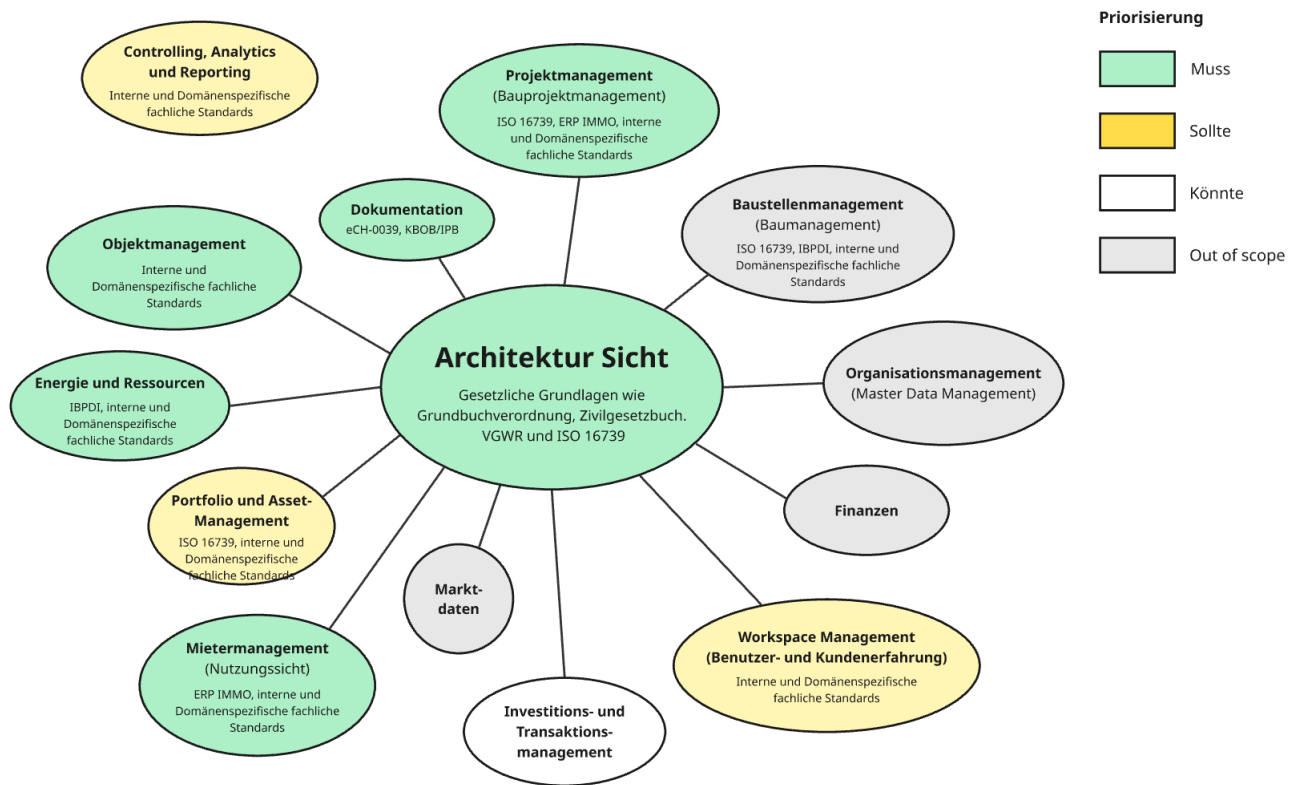 Priorisierung
Muss
Sollte
Könnte
Out of scope
Controlling, Analytics
und Reporting
Interne und Domänenspezifische
fachliche Standards
Projektmanagement
(Bauprojektmanagement)
ISO 16739, ERP IMMO, interne
und Domänenspezifische
fachliche Standards
Dokumentation
eCH-0039, KBOB/IPB
Baustellenmanagement
(Baumanagement)
ISO 16739, IBPDI, interne und
Domänenspezifische fachliche
Standards
Objektmanagement
Interne und
Domänenspezifische fachliche
Standards
Architektur Sicht
Gesetzliche Grundlagen wie
Grundbuchverordnung, Zivilgesetzbuch.
VGWR und ISO 16739
Organisationsmanagement
(Master Data Management)
Energie und Ressourcen
IBPDI, interne und
Domänenspezifische
fachliche Standards
Portfolio und Asset-
Management
ISO 16739, interne und
Domänenspezifische
fachliche Standards
Finanzen
Markt-
daten
Mietermanagement
(Nutzungssicht)
ERP IMMO, interne und
Domänenspezifische fachliche
Standards
Workspace Management
(Benutzer- und Kundenerfahrung)
Interne und Domänenspezifische
fachliche Standards
Investitions- und
Transaktions-
management